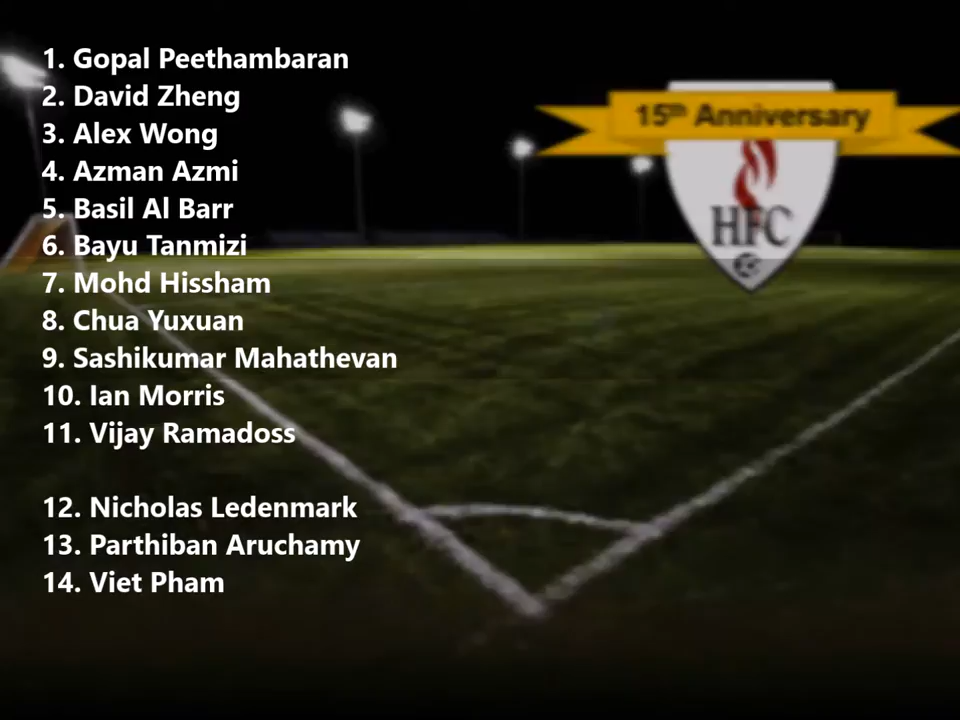 1. Gopal Peethambaran
2. David Zheng
3. Alex Wong
4. Azman Azmi
5. Basil Al Barr
6. Bayu Tanmizi
7. Mohd Hissham
8. Chua Yuxuan
9. Sashikumar Mahathevan
10. Ian Morris
11. Vijay Ramadoss
12. Nicholas Ledenmark
13. Parthiban Aruchamy
14. Viet Pham
15th Anniversary
HFC